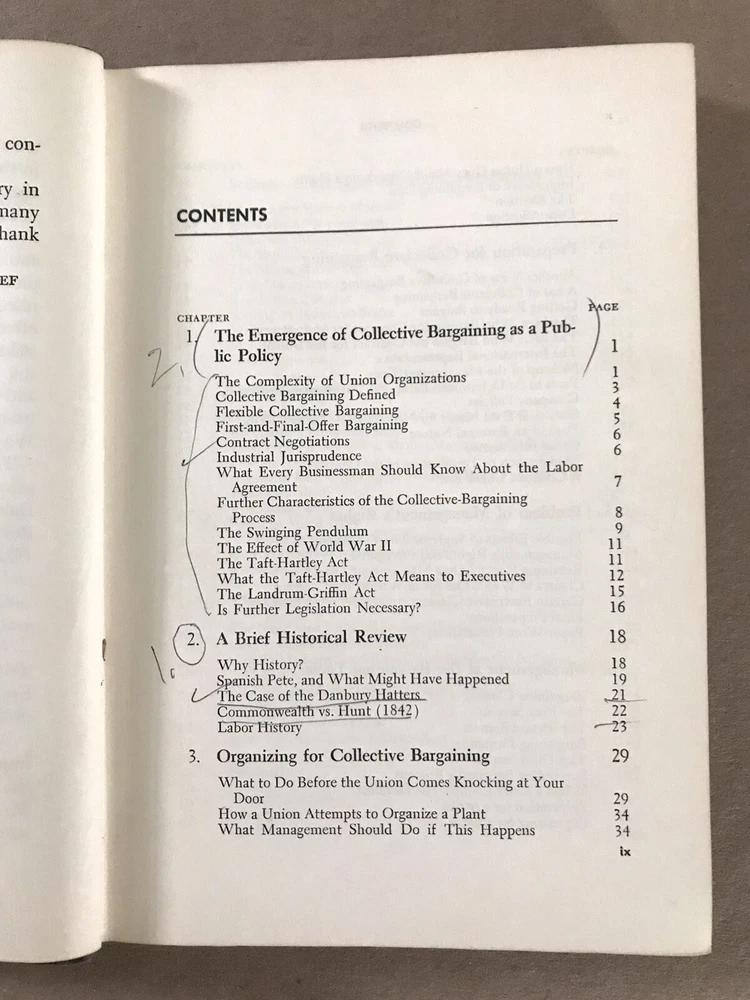 con-
ry in
many
hank
EF
CONTENTS
CHAPTER PAGE
1. The Emergence of Collective Bargaining as a Pub-
lic Policy 1
The Complexity of Union Organizations 1
Collective Bargaining Defined 3
Flexible Collective Bargaining 4
First-and-Final-Offer Bargaining 5
Contract Negotiations 6
Industrial Jurisprudence 6
What Every Businessman Should Know About the Labor
Agreement 7
Further Characteristics of the Collective-Bargaining
Process 8
The Swinging Pendulum 9
The Effect of World War II 11
The Taft-Hartley Act 11
What the Taft-Hartley Act Means to Executives 12
The Landrum-Griffin Act 15
Is Further Legislation Necessary? 16
2. A Brief Historical Review 18
Why History? 18
Spanish Pete, and What Might Have Happened 19
The Case of the Danbury Hatters 21
Commonwealth vs. Hunt (1842) 22
Labor History 23
3. Organizing for Collective Bargaining 29
What to Do Before the Union Comes Knocking at Your
Door 29
How a Union Attempts to Organize a Plant 34
What Management Should Do if This Happens 34
ix
2.
1.